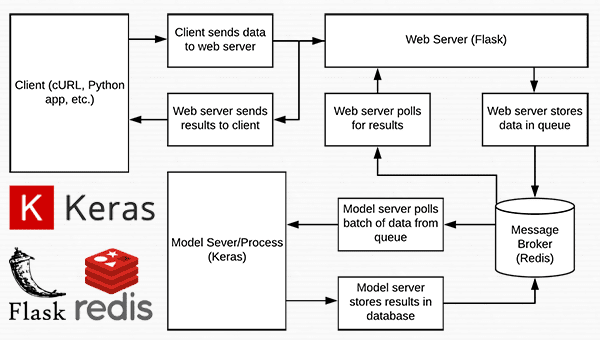 Client sends data
to web server
Web Server (Flask)
Client (cURL, Python
app, etc.)
Web server sends
results to client
Web server polls
for results
Web server stores
data in queue
K Keras
Model Sever/Process
(Keras)
Model server polls
batch of data from
queue
Message
Broker
(Redis)
Flask
redis
Model server
stores results in
database